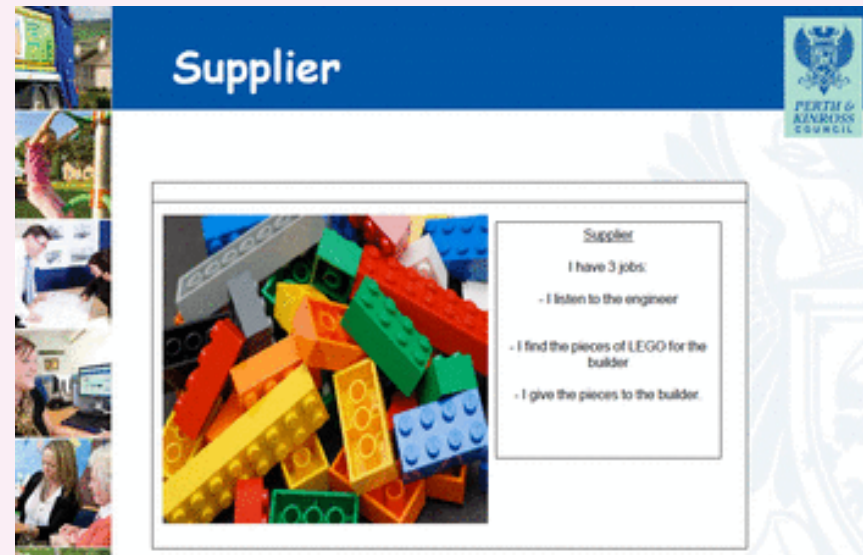 Supplier
PERTH &
KINROSS
COUNCIL
Supplier
I have 3 jobs:
- I listen to the engineer
- I find the pieces of LEGO for the
builder
- I give the pieces to the builder.